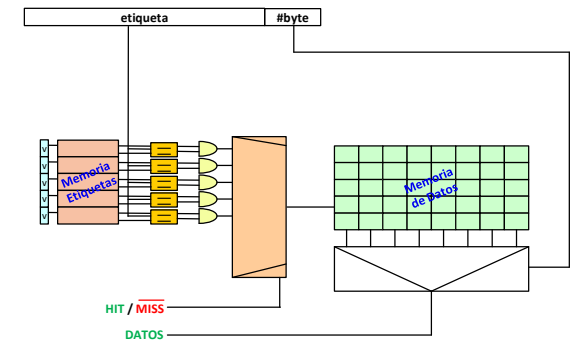 etiqueta #byte
V
V
V
V
V
=
=
=
=
=
Memoria
Etiquetas
Memoria
de Datos
HIT / MISS
DATOS